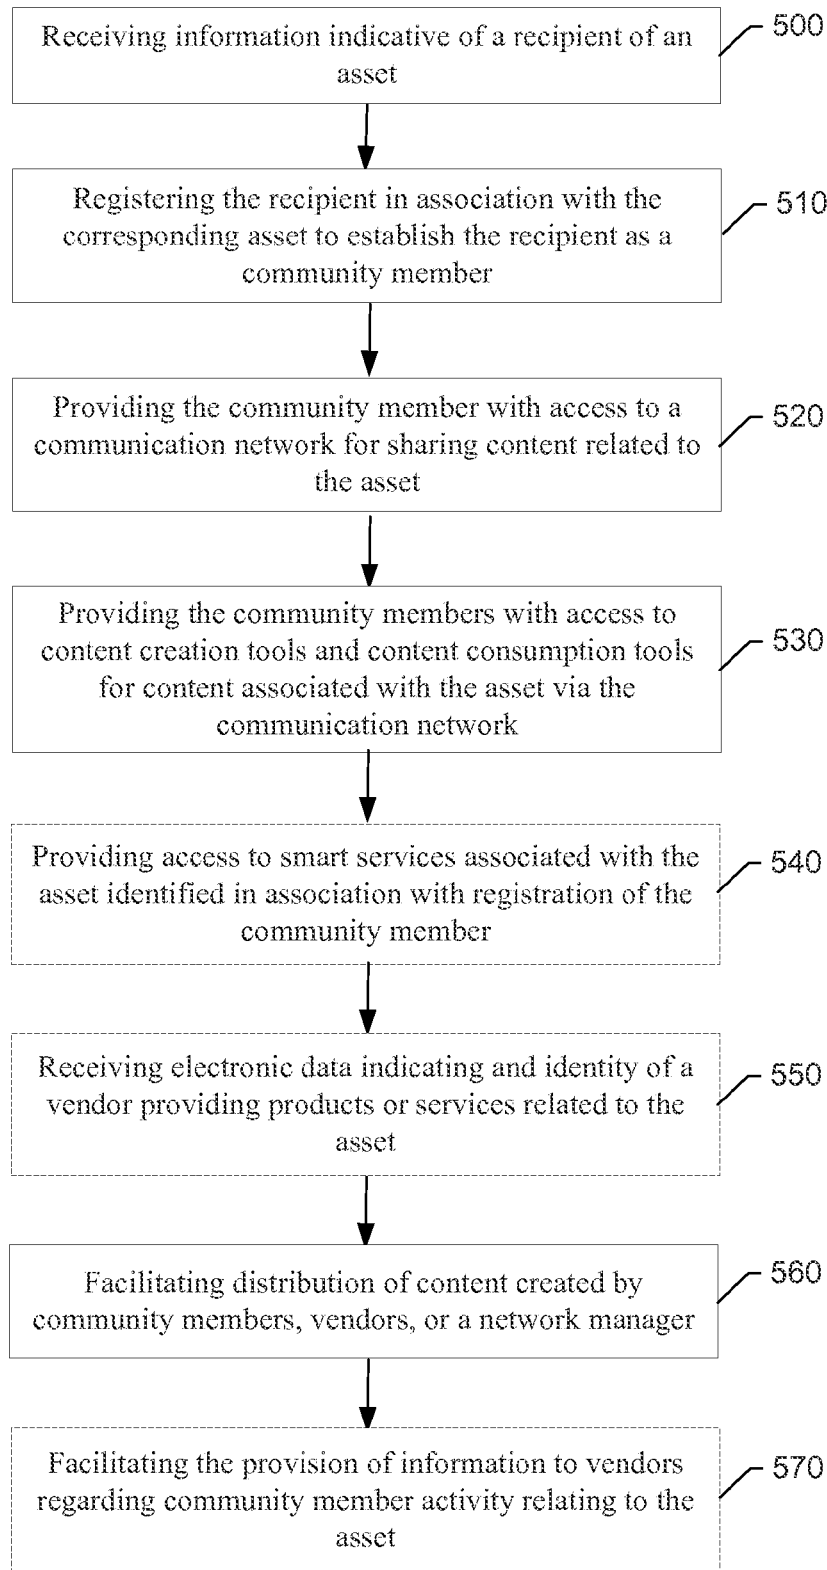 Receiving information indicative of a recipient of an
asset
500
Registering the recipient in association with the
corresponding asset to establish the recipient as a
community member
510
Providing the community member with access to a
communication network for sharing content related to
the asset
520
Providing the community members with access to
content creation tools and content consumption tools
for content associated with the asset via the
communication network
530
Providing access to smart services associated with the
asset identified in association with registration of the
community member
540
Receiving electronic data indicating and identity of a
vendor providing products or services related to the
asset
550
Facilitating distribution of content created by
community members, vendors, or a network manager
560
Facilitating the provision of information to vendors
regarding community member activity relating to the
asset
570